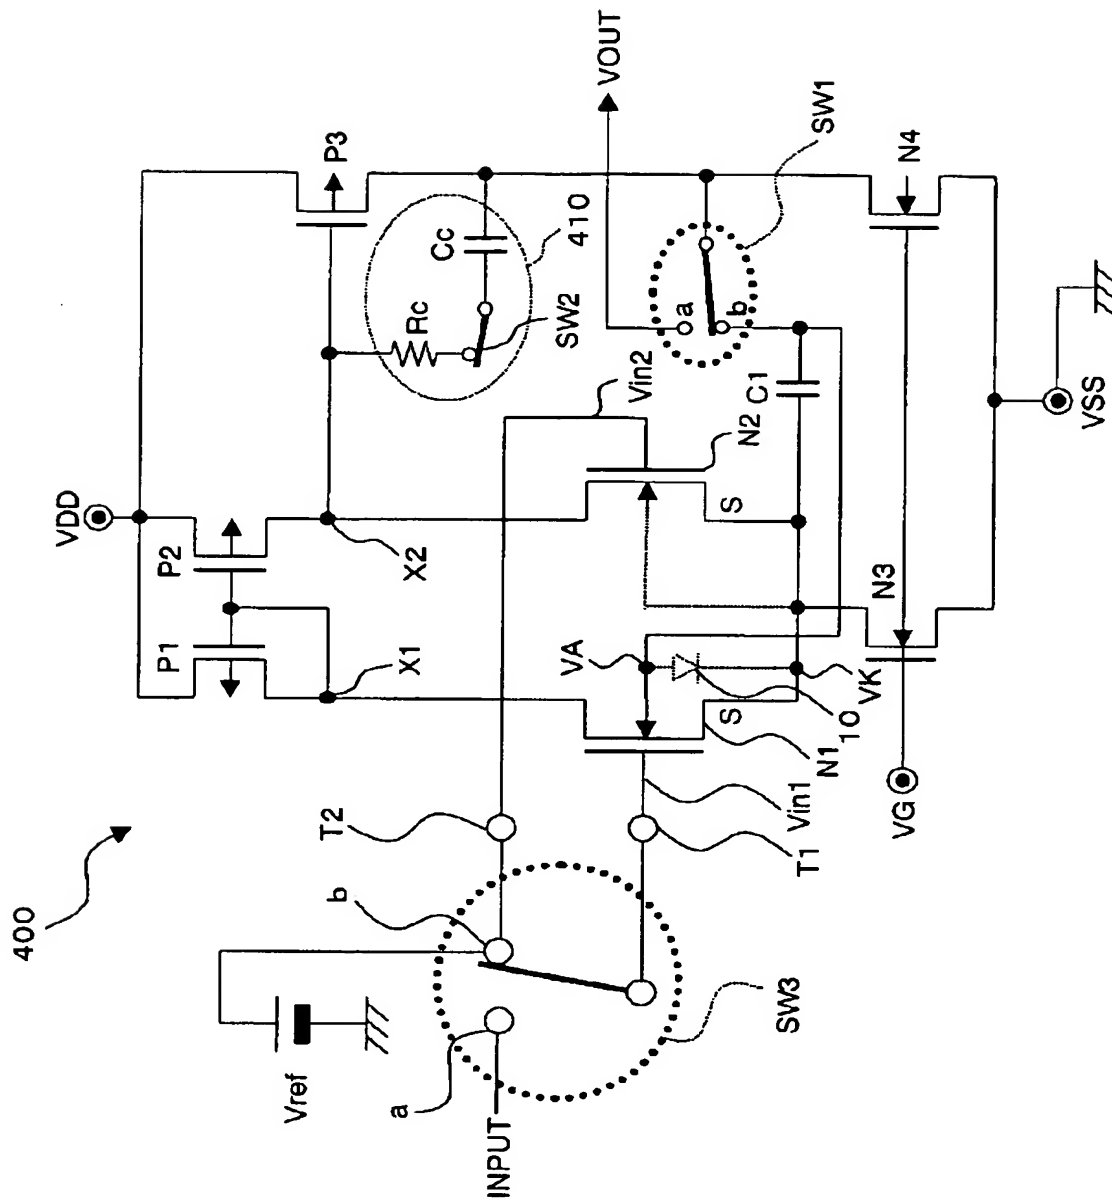 400
VDD
P1
P2
P3
X1
X2
Rc
Cc
SW2
410
VOUT
Vref
a
b
INPUT
SW3
T2
T1
Vin1
Vin2
VA
N1
S
10
VK
N2
S
C1
a
b
SW1
N3
N4
VG
VSS